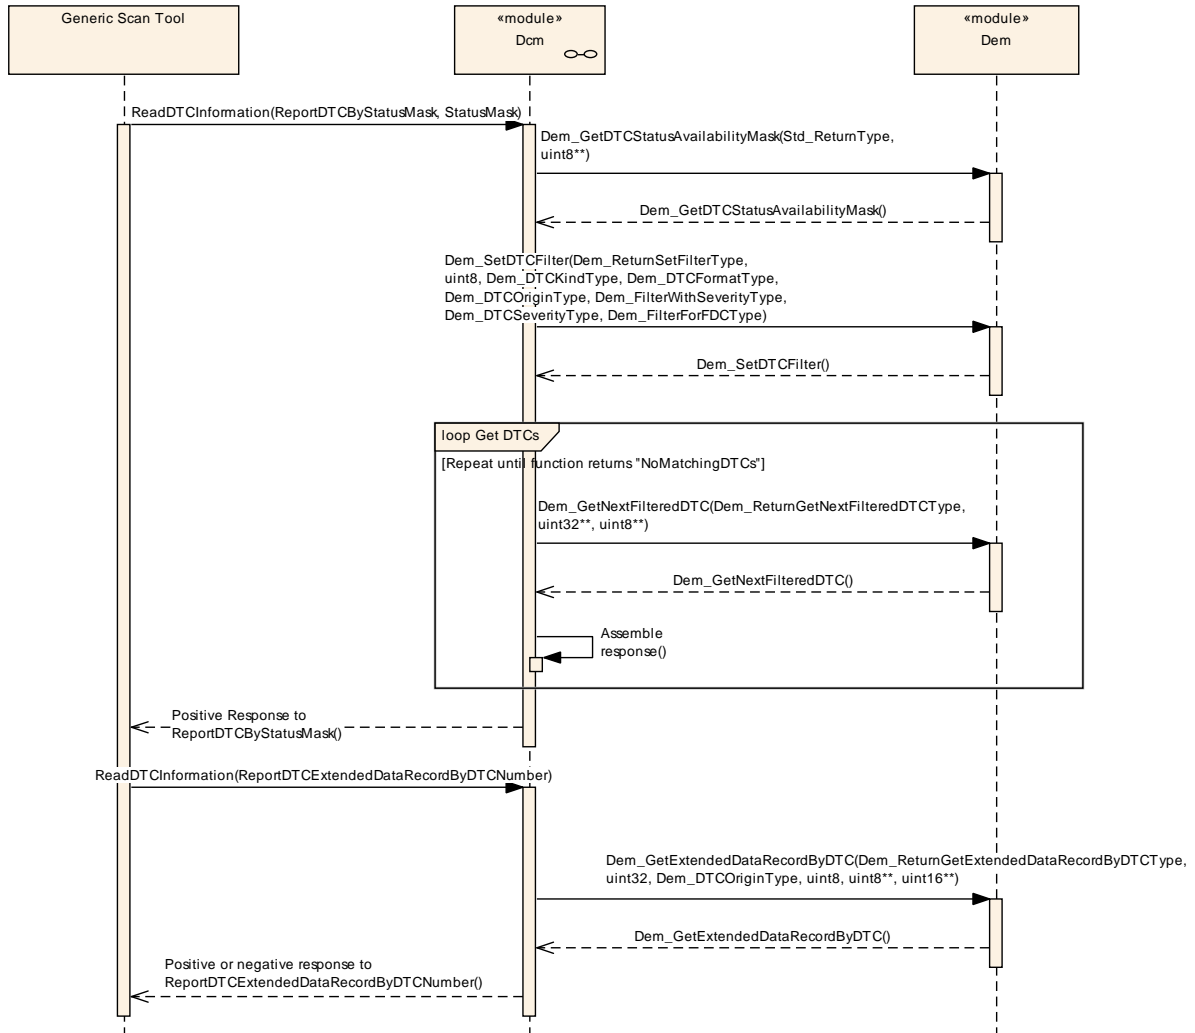 Generic Scan Tool
«module»
Dcm
«module»
Dem
ReadDTCInformation(ReportDTCByStatusMask, StatusMask)
Dem_GetDTCStatusAvailabilityMask(Std_ReturnType,
uint8**)
Dem_GetDTCStatusAvailabilityMask()
Dem_SetDTCFilter(Dem_ReturnSetFilterType,
uint8, Dem_DTCKindType, Dem_DTCFormatType,
Dem_DTCOriginType, Dem_FilterWithSeverityType,
Dem_DTCSeverityType, Dem_FilterForFDCType)
Dem_SetDTCFilter()
loop Get DTCs
[Repeat until function returns "NoMatchingDTCs"]
Dem_GetNextFilteredDTC(Dem_ReturnGetNextFilteredDTCType,
uint32**, uint8**)
Dem_GetNextFilteredDTC()
Assemble
response()
Positive Response to
ReportDTCByStatusMask()
ReadDTCInformation(ReportDTCExtendedDataRecordByDTCNumber)
Dem_GetExtendedDataRecordByDTC(Dem_ReturnGetExtendedDataRecordByDTCType,
uint32, Dem_DTCOriginType, uint8, uint8**, uint16**)
Dem_GetExtendedDataRecordByDTC()
Positive or negative response to
ReportDTCExtendedDataRecordByDTCNumber()